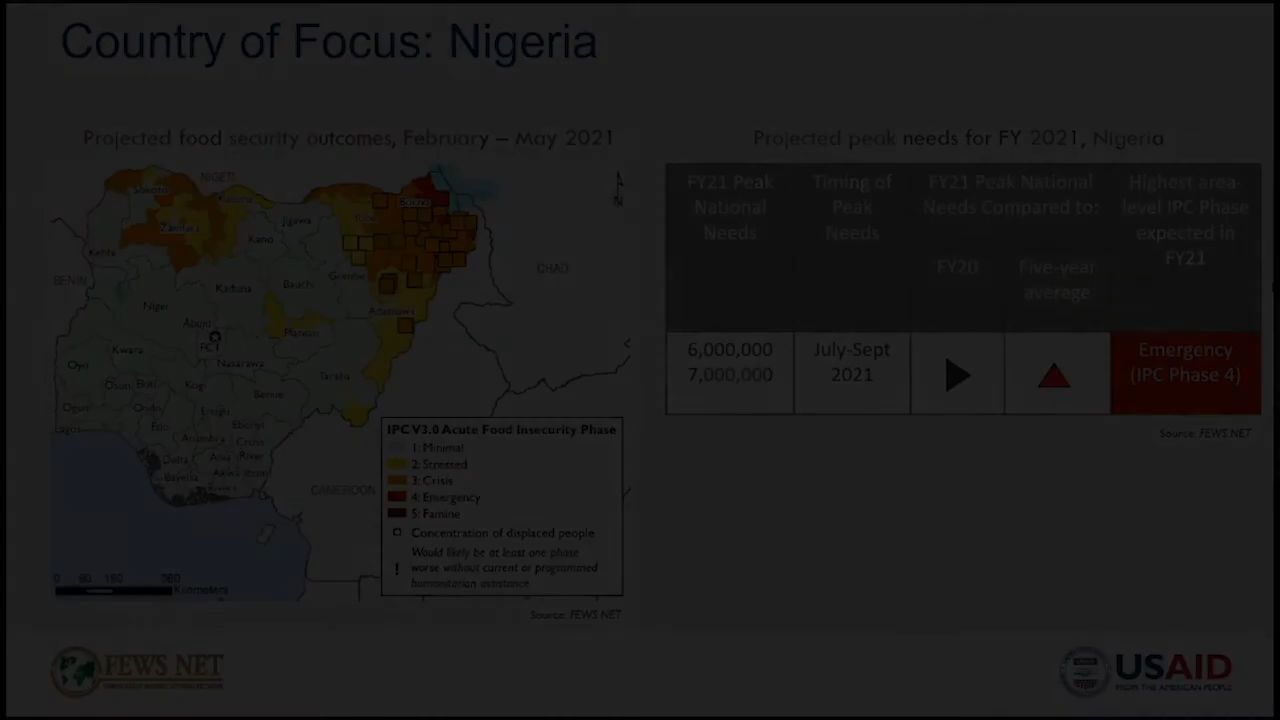 Country of Focus: Nigeria
Projected food security outcomes, February – May 2021
NIGER
Sokoto
Katsina
Jigawa
Yobe
Borno
Zamfara
Kano
Kebbi
BENIN
CHAD
Gombe
Kaduna
Bauchi
Niger
Adamawa
Abuja
FCT
Plateau
Kwara
Nasarawa
Oyo
Taraba
Osun
Ekiti
Kogi
Benue
Ogun
Ondo
Enugu
Lagos
Edo
Ebonyi
Anambra
Cross
River
Delta
Abia
Akwa Ibom
Bayelsa
Rivers
CAMEROON
IPC V3.0 Acute Food Insecurity Phase
1: Minimal
2: Stressed
3: Crisis
4: Emergency
5: Famine
Concentration of displaced people
Would likely be at least one phase
! worse without current or programmed
humanitarian assistance
Kilometers
Source: FEWS NET
Projected peak needs for FY 2021, Nigeria
FY21 Peak
National
Needs
Timing of
Peak
Needs
FY21 Peak National
Needs Compared to:
FY20
Five-year
average
Highest area-
level IPC Phase
expected in
FY21
6,000,000
7,000,000
July-Sept
2021
Emergency
(IPC Phase 4)
Source: FEWS NET
FEWS NET
USAID
FROM THE AMERICAN PEOPLE